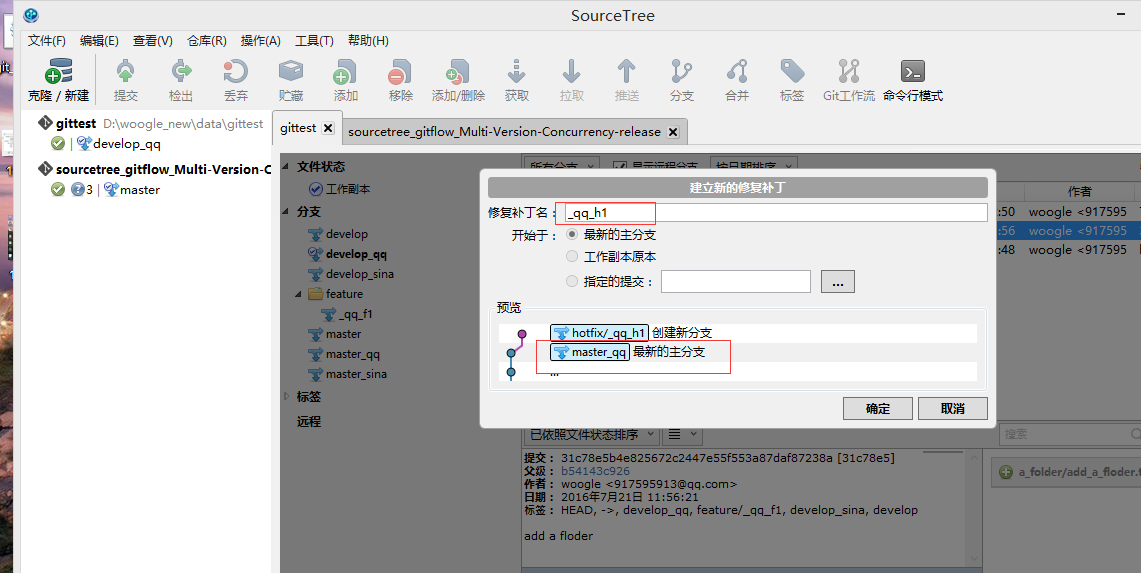 SourceTree
文件(F) 编辑(E) 查看(V) 仓库(R) 操作(A) 工具(T) 帮助(H)
克隆 / 新建 提交 检出 丢弃 贮藏 添加 移除 添加/删除 获取 拉取 推送 分支 合并 标签 Git工作流 命令行模式
gittest D:\woogle_new\data\gittest
develop_qq
sourcetree_gitflow_Multi-Version-C
3 master
gittest sourcetree_gitflow_Multi-Version-Concurrency-release
文件状态
工作副本
分支
develop
develop_qq
develop_sina
feature
_qq_f1
master
master_qq
master_sina
标签
远程
所有分支 显示远程分支 按日期排序
作者
:50 woogle <917595
:56 woogle <917595
:48 woogle <917595
建立新的修复补丁
修复补丁名： _qq_h1
开始于： 最新的主分支
工作副本原本
指定的提交： ...
预览
hotfix/_qq_h1 创建新分支
master_qq 最新的主分支
...
确定 取消
已依照文件状态排序
搜索
提交： 31c78e5b4e825672c2447e55f553a87daf87238a [31c78e5]
父级： b54143c926
作者： woogle <917595913@qq.com>
日期： 2016年7月21日 11:56:21
标签： HEAD, ->, develop_qq, feature/_qq_f1, develop_sina, develop
add a floder
a_folder/add_a_floder.t